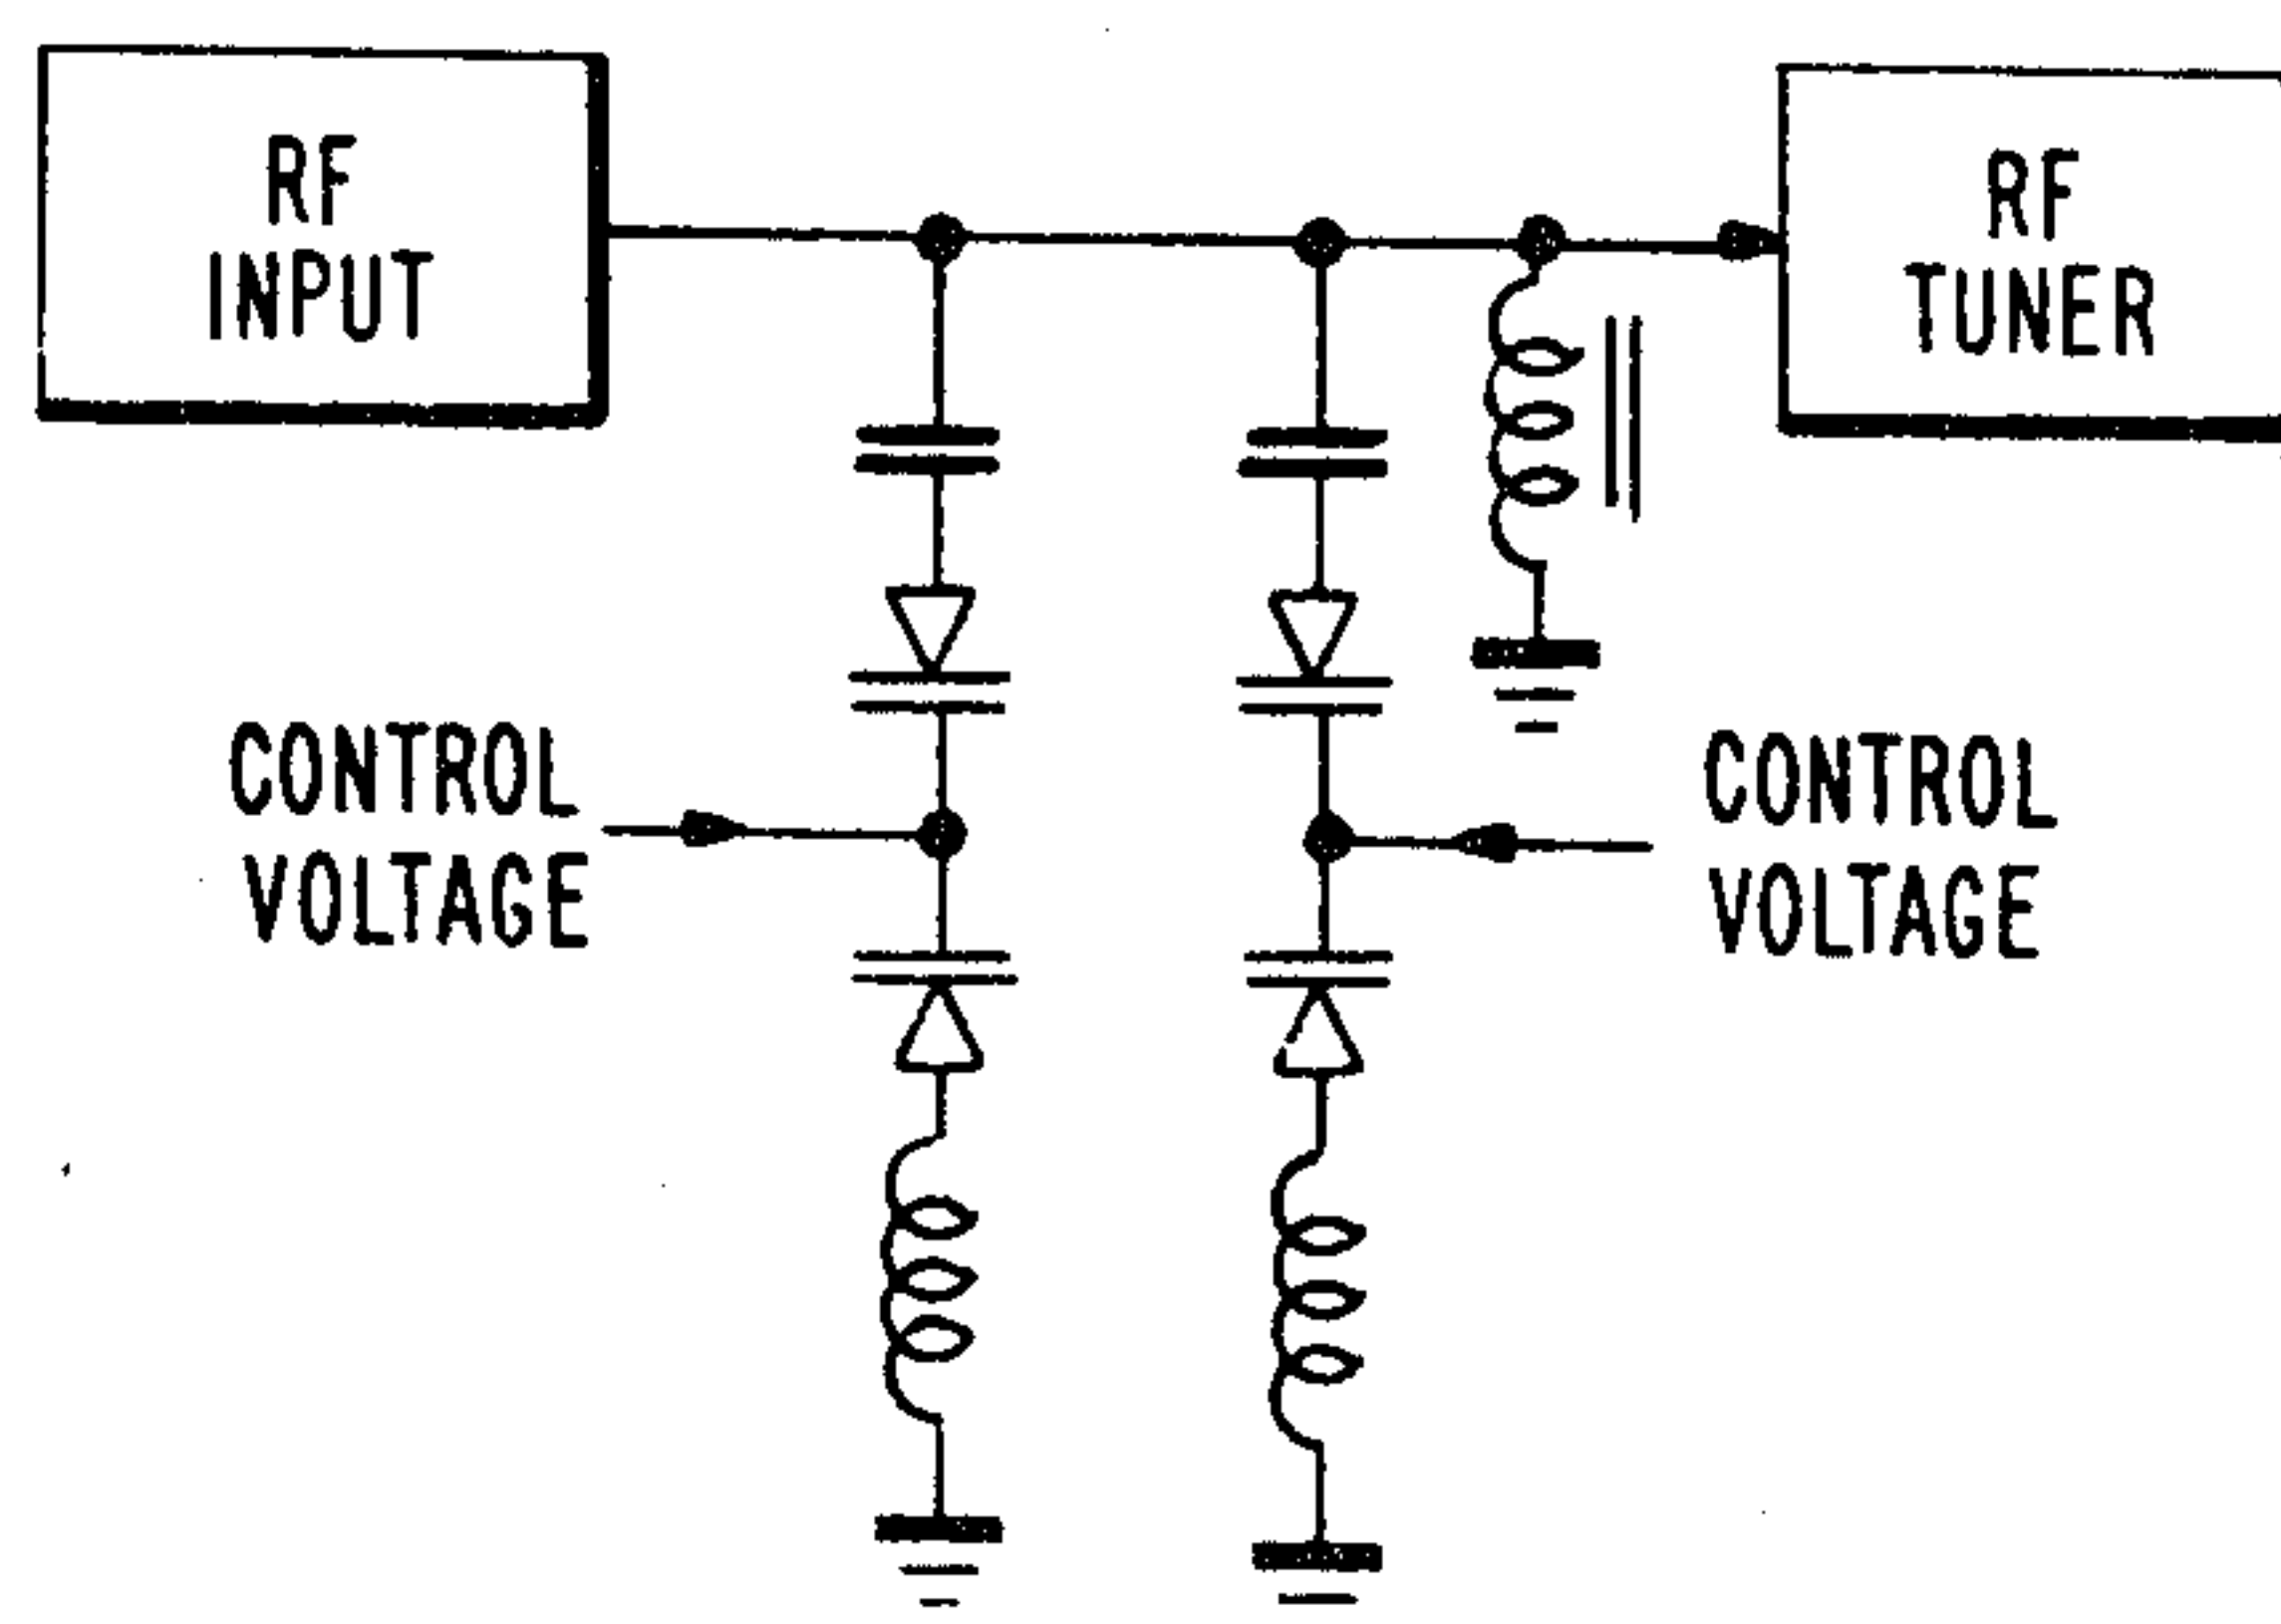 RF
INPUT
RF
TUNER
CONTROL
VOLTAGE
CONTROL
VOLTAGE